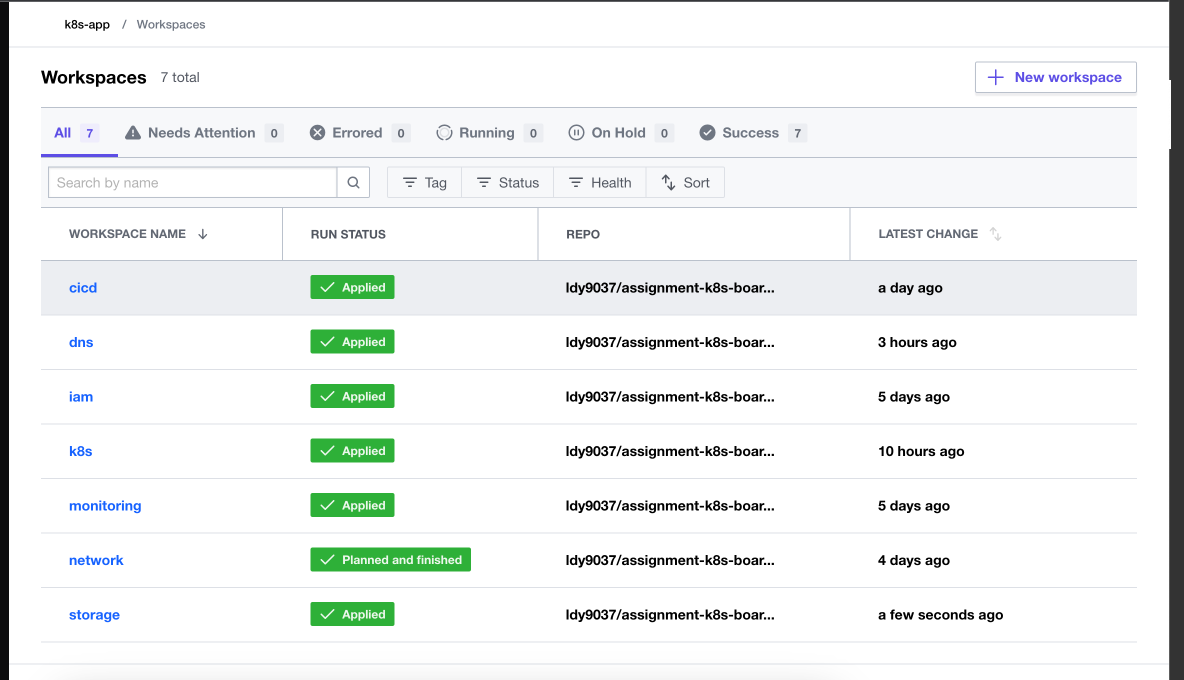 k8s-app / Workspaces
Workspaces 7 total
New workspace
All 7 Needs Attention 0 Errored 0 Running 0 On Hold 0 Success 7
Search by name Tag Status Health Sort
WORKSPACE NAME RUN STATUS REPO LATEST CHANGE
cicd Applied ldy9037/assignment-k8s-boar... a day ago
dns Applied ldy9037/assignment-k8s-boar... 3 hours ago
iam Applied ldy9037/assignment-k8s-boar... 5 days ago
k8s Applied ldy9037/assignment-k8s-boar... 10 hours ago
monitoring Applied ldy9037/assignment-k8s-boar... 5 days ago
network Planned and finished ldy9037/assignment-k8s-boar... 4 days ago
storage Applied ldy9037/assignment-k8s-boar... a few seconds ago